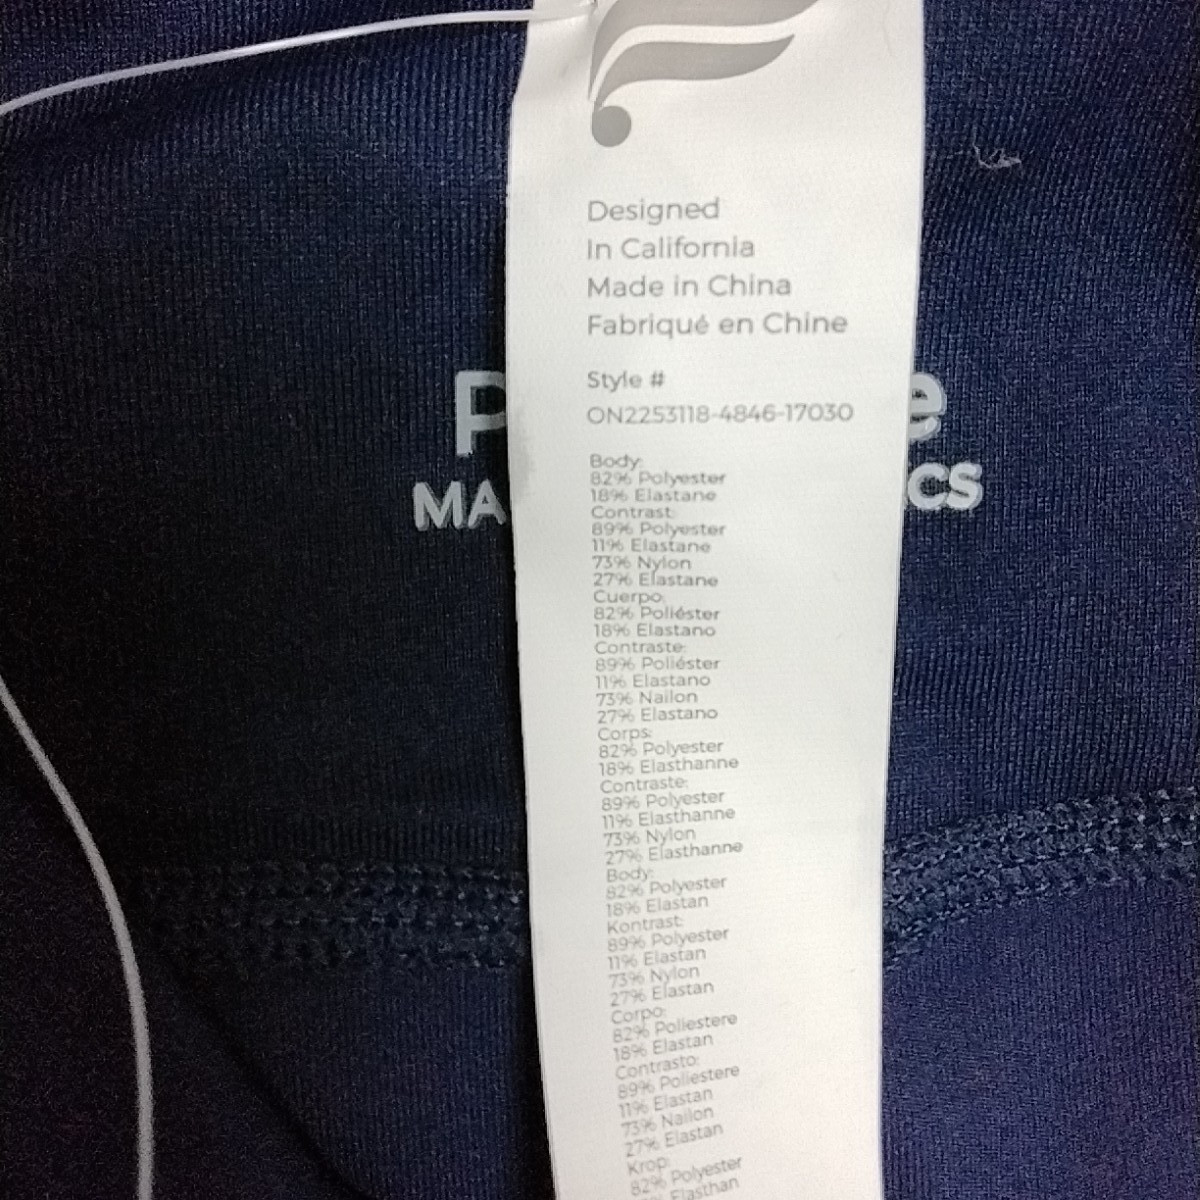 Designed
In California
Made in China
Fabriqué en Chine
Style #
ON2253118-4846-17030
Body:
82% Polyester
18% Elastane
Contrast:
89% Polyester
11% Elastane
73% Nylon
27% Elastane
Cuerpo:
82% Poliéster
18% Elastano
Contraste:
89% Poliéster
11% Elastano
73% Nailon
27% Elastano
Corps:
82% Polyester
18% Elasthanne
Contraste:
89% Polyester
11% Elasthanne
73% Nylon
27% Elasthanne
Body:
82% Polyester
18% Elastan
Kontrast:
89% Polyester
11% Elastan
73% Nylon
27% Elastan
Corpo:
82% Poliestere
18% Elastan
Contrasto:
89% Poliestere
11% Elastan
73% Nailon
27% Elastan
Krop:
82% Polyester
Elasthan